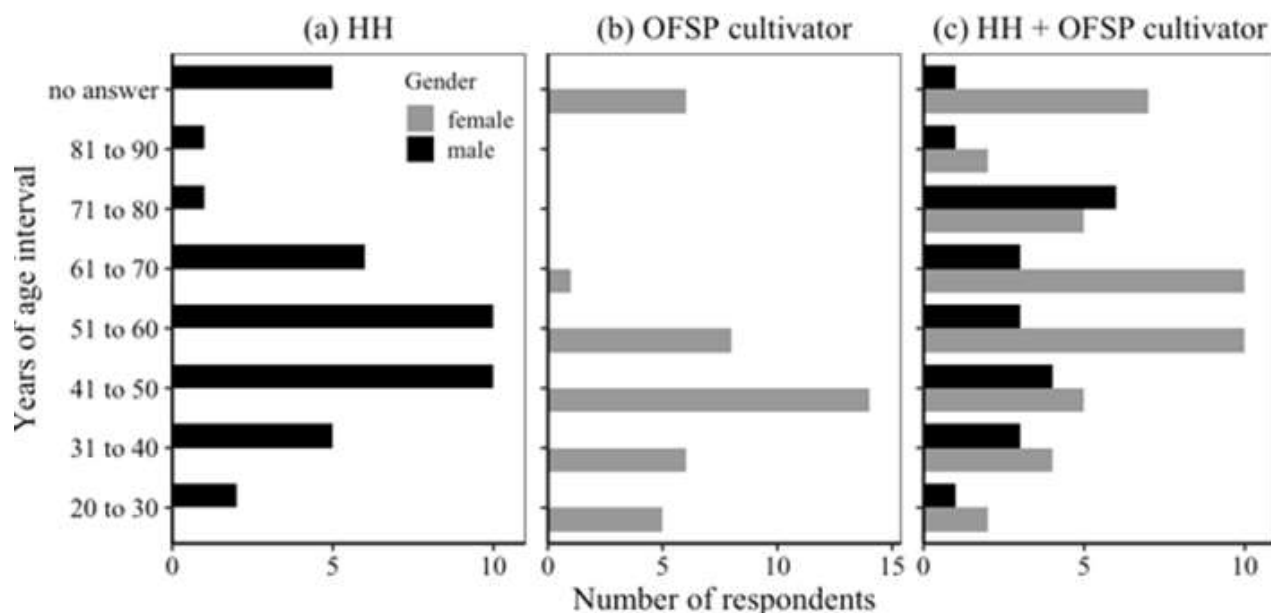 (a) HH
(b) OFSP cultivator
(c) HH + OFSP cultivator
Gender
female
male
Years of age interval
no answer
81 to 90
71 to 80
61 to 70
51 to 60
41 to 50
31 to 40
20 to 30
0 5 10
0 5 10 15
0 5 10
Number of respondents